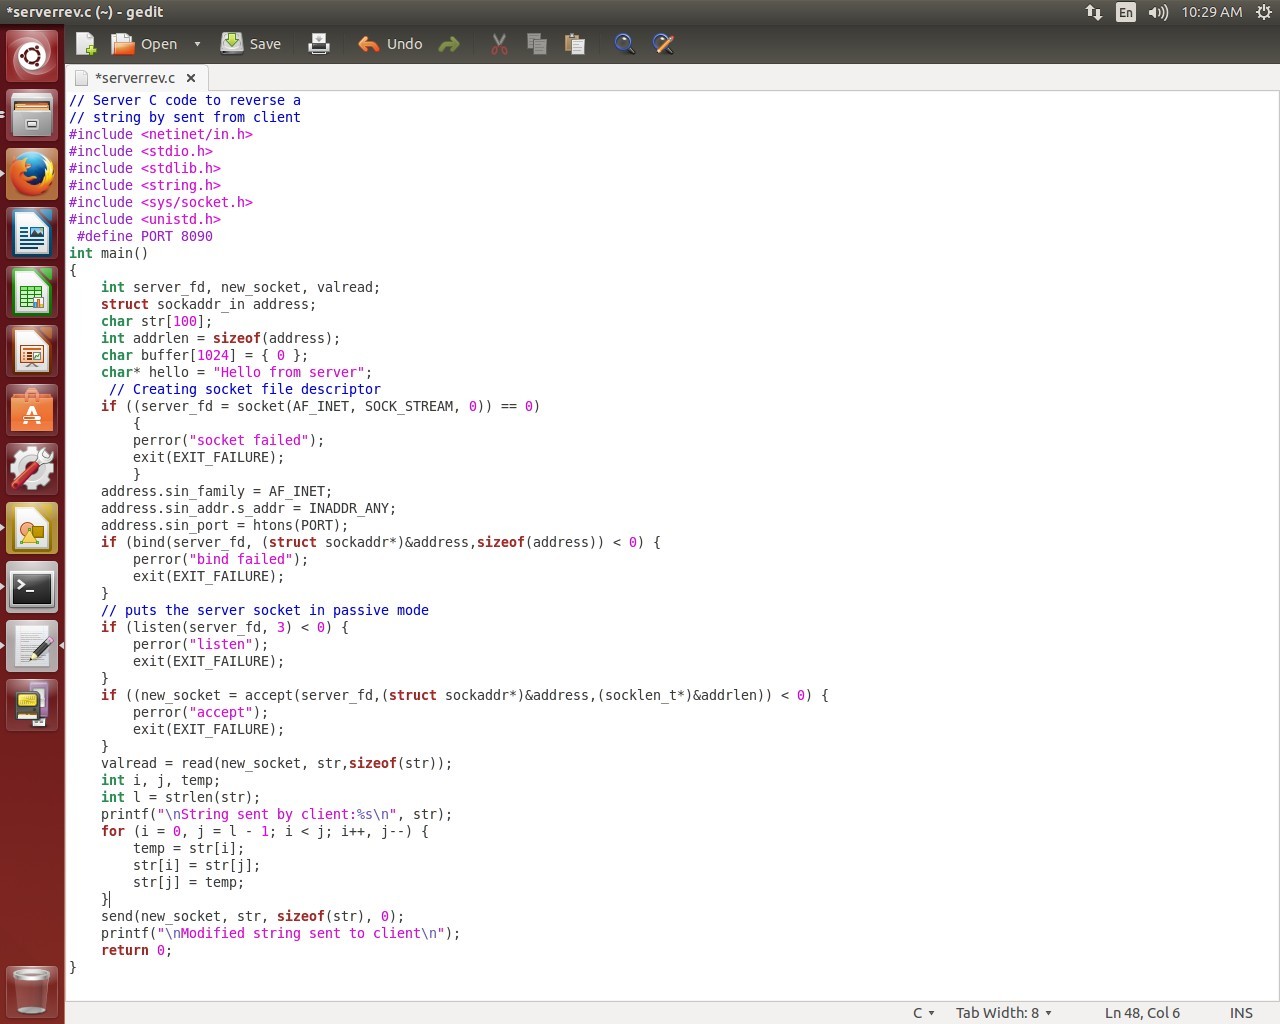 *serverrev.c (~) - gedit
En
10:29 AM
Open
Save
Undo
*serverrev.c
// Server C code to reverse a
// string by sent from client
#include <netinet/in.h>
#include <stdio.h>
#include <stdlib.h>
#include <string.h>
#include <sys/socket.h>
#include <unistd.h>
 #define PORT 8090
int main()
{
    int server_fd, new_socket, valread;
    struct sockaddr_in address;
    char str[100];
    int addrlen = sizeof(address);
    char buffer[1024] = { 0 };
    char* hello = "Hello from server";
     // Creating socket file descriptor
    if ((server_fd = socket(AF_INET, SOCK_STREAM, 0)) == 0)
        {
        perror("socket failed");
        exit(EXIT_FAILURE);
        }
    address.sin_family = AF_INET;
    address.sin_addr.s_addr = INADDR_ANY;
    address.sin_port = htons(PORT);
    if (bind(server_fd, (struct sockaddr*)&address,sizeof(address)) < 0) {
        perror("bind failed");
        exit(EXIT_FAILURE);
    }
    // puts the server socket in passive mode
    if (listen(server_fd, 3) < 0) {
        perror("listen");
        exit(EXIT_FAILURE);
    }
    if ((new_socket = accept(server_fd,(struct sockaddr*)&address,(socklen_t*)&addrlen)) < 0) {
        perror("accept");
        exit(EXIT_FAILURE);
    }
    valread = read(new_socket, str,sizeof(str));
    int i, j, temp;
    int l = strlen(str);
    printf("\nString sent by client:%s\n", str);
    for (i = 0, j = l - 1; i < j; i++, j--) {
        temp = str[i];
        str[i] = str[j];
        str[j] = temp;
    }
    send(new_socket, str, sizeof(str), 0);
    printf("\nModified string sent to client\n");
    return 0;
}
C
Tab Width: 8
Ln 48, Col 6
INS